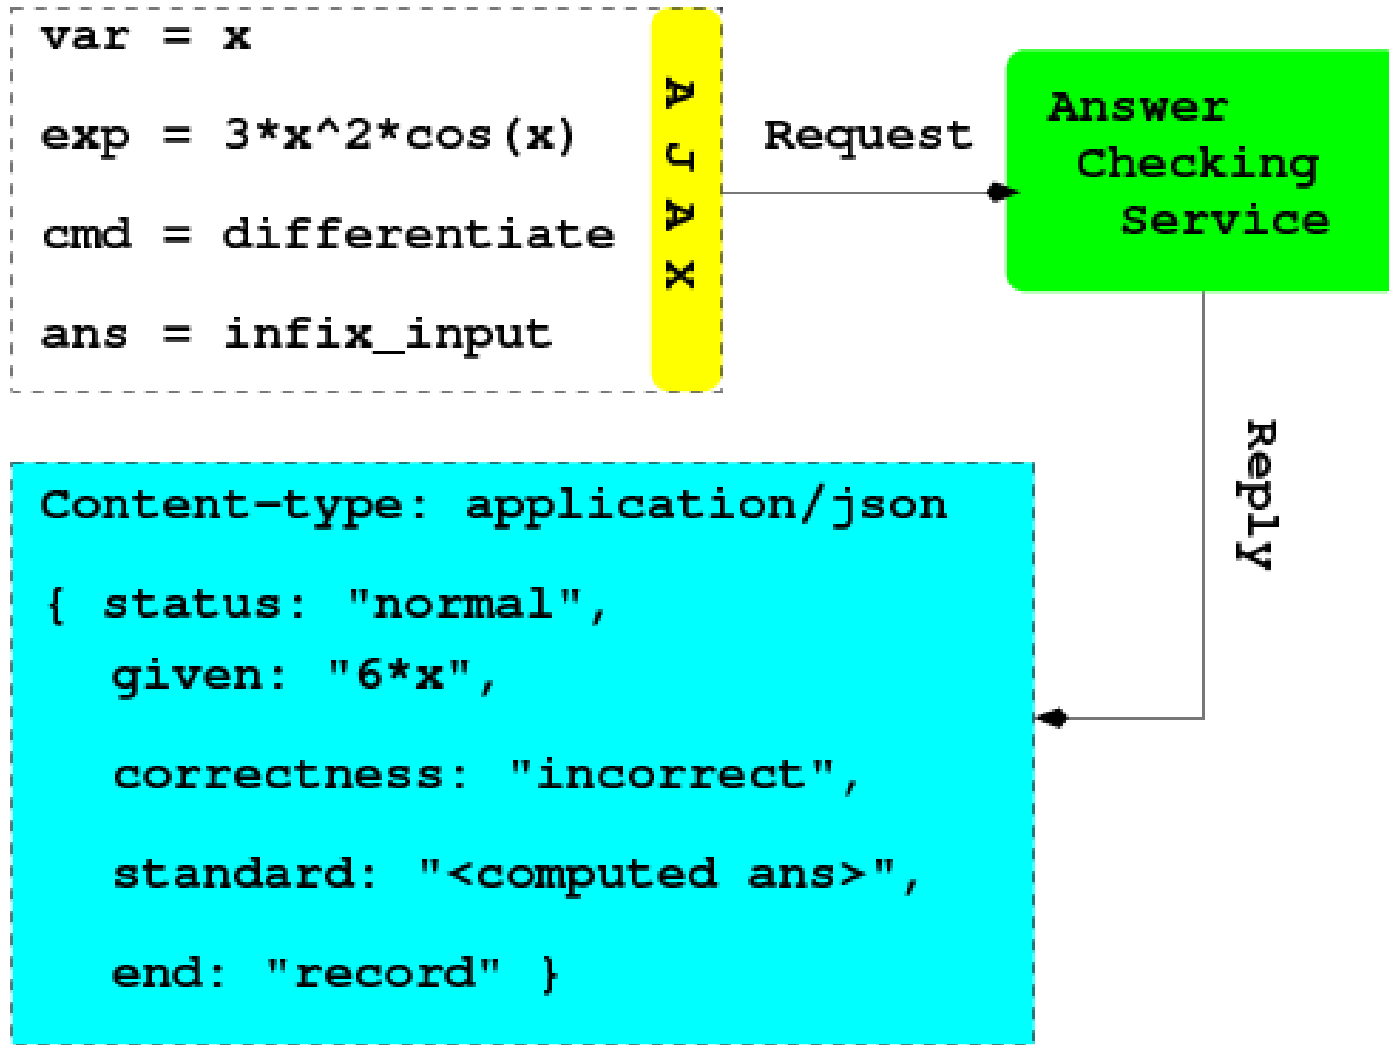 var = x
exp = 3*x^2*cos(x)
cmd = differentiate
ans = infix_input
A J A X
Request
Answer
Checking
Service
Reply
Content-type: application/json
{ status: "normal",
given: "6*x",
correctness: "incorrect",
standard: "<computed ans>",
end: "record" }